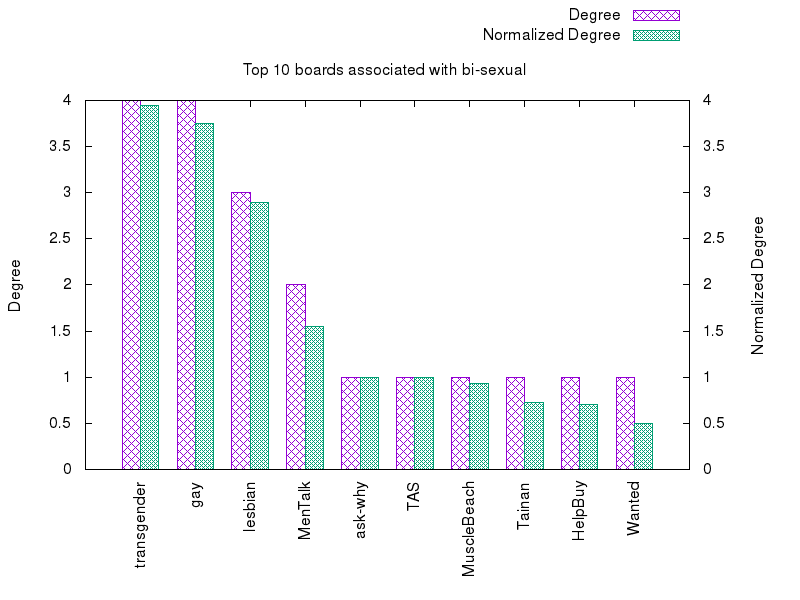 Degree
Normalized Degree
Top 10 boards associated with bi-sexual
4 4
3.5 3.5
3 3
2.5 2.5
2 2
1.5 1.5
1 1
0.5 0.5
0 0
Degree
Normalized Degree
transgender
gay
lesbian
MenTalk
ask-why
TAS
MuscleBeach
Tainan
HelpBuy
Wanted